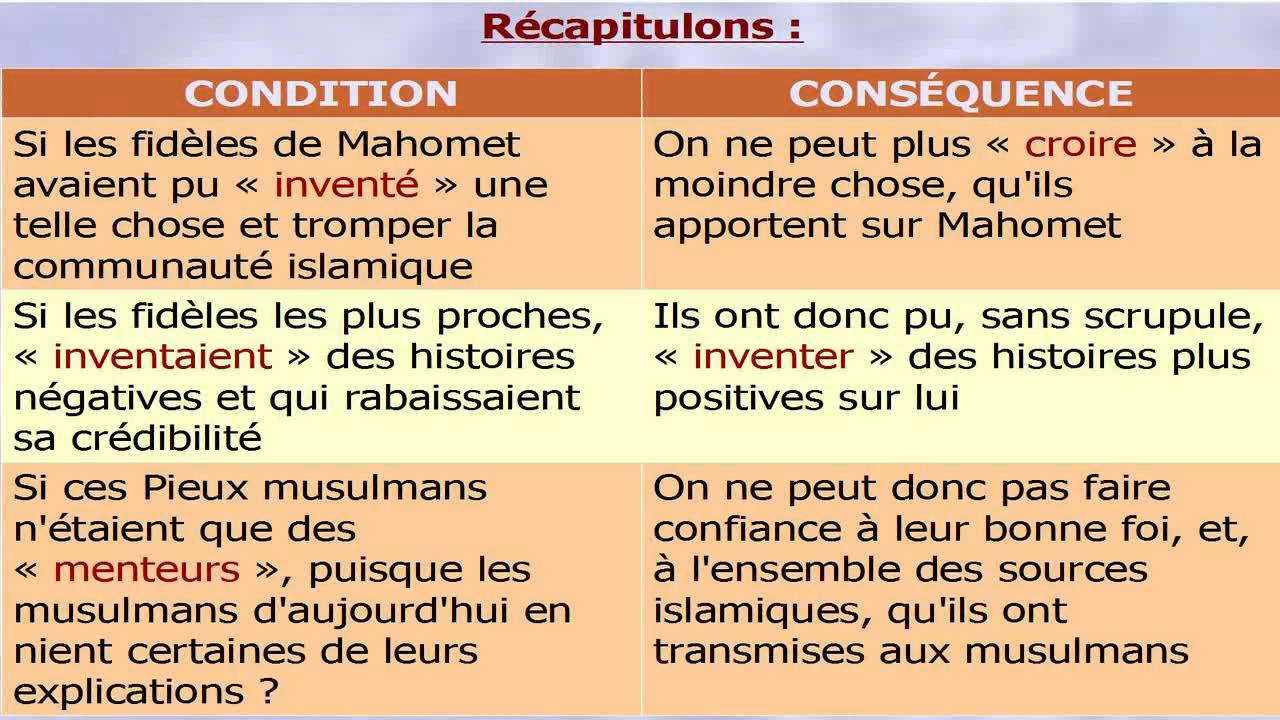 Récapitulons :
CONDITION
CONSÉQUENCE
Si les fidèles de Mahomet
avaient pu « inventé » une
telle chose et tromper la
communauté islamique
On ne peut plus « croire » à la
moindre chose, qu'ils
apportent sur Mahomet
Si les fidèles les plus proches,
« inventaient » des histoires
négatives et qui rabaissaient
sa crédibilité
Ils ont donc pu, sans scrupule,
« inventer » des histoires plus
positives sur lui
Si ces Pieux musulmans
n'étaient que des
« menteurs », puisque les
musulmans d'aujourd'hui en
nient certaines de leurs
explications ?
On ne peut donc pas faire
confiance à leur bonne foi, et,
à l'ensemble des sources
islamiques, qu'ils ont
transmises aux musulmans